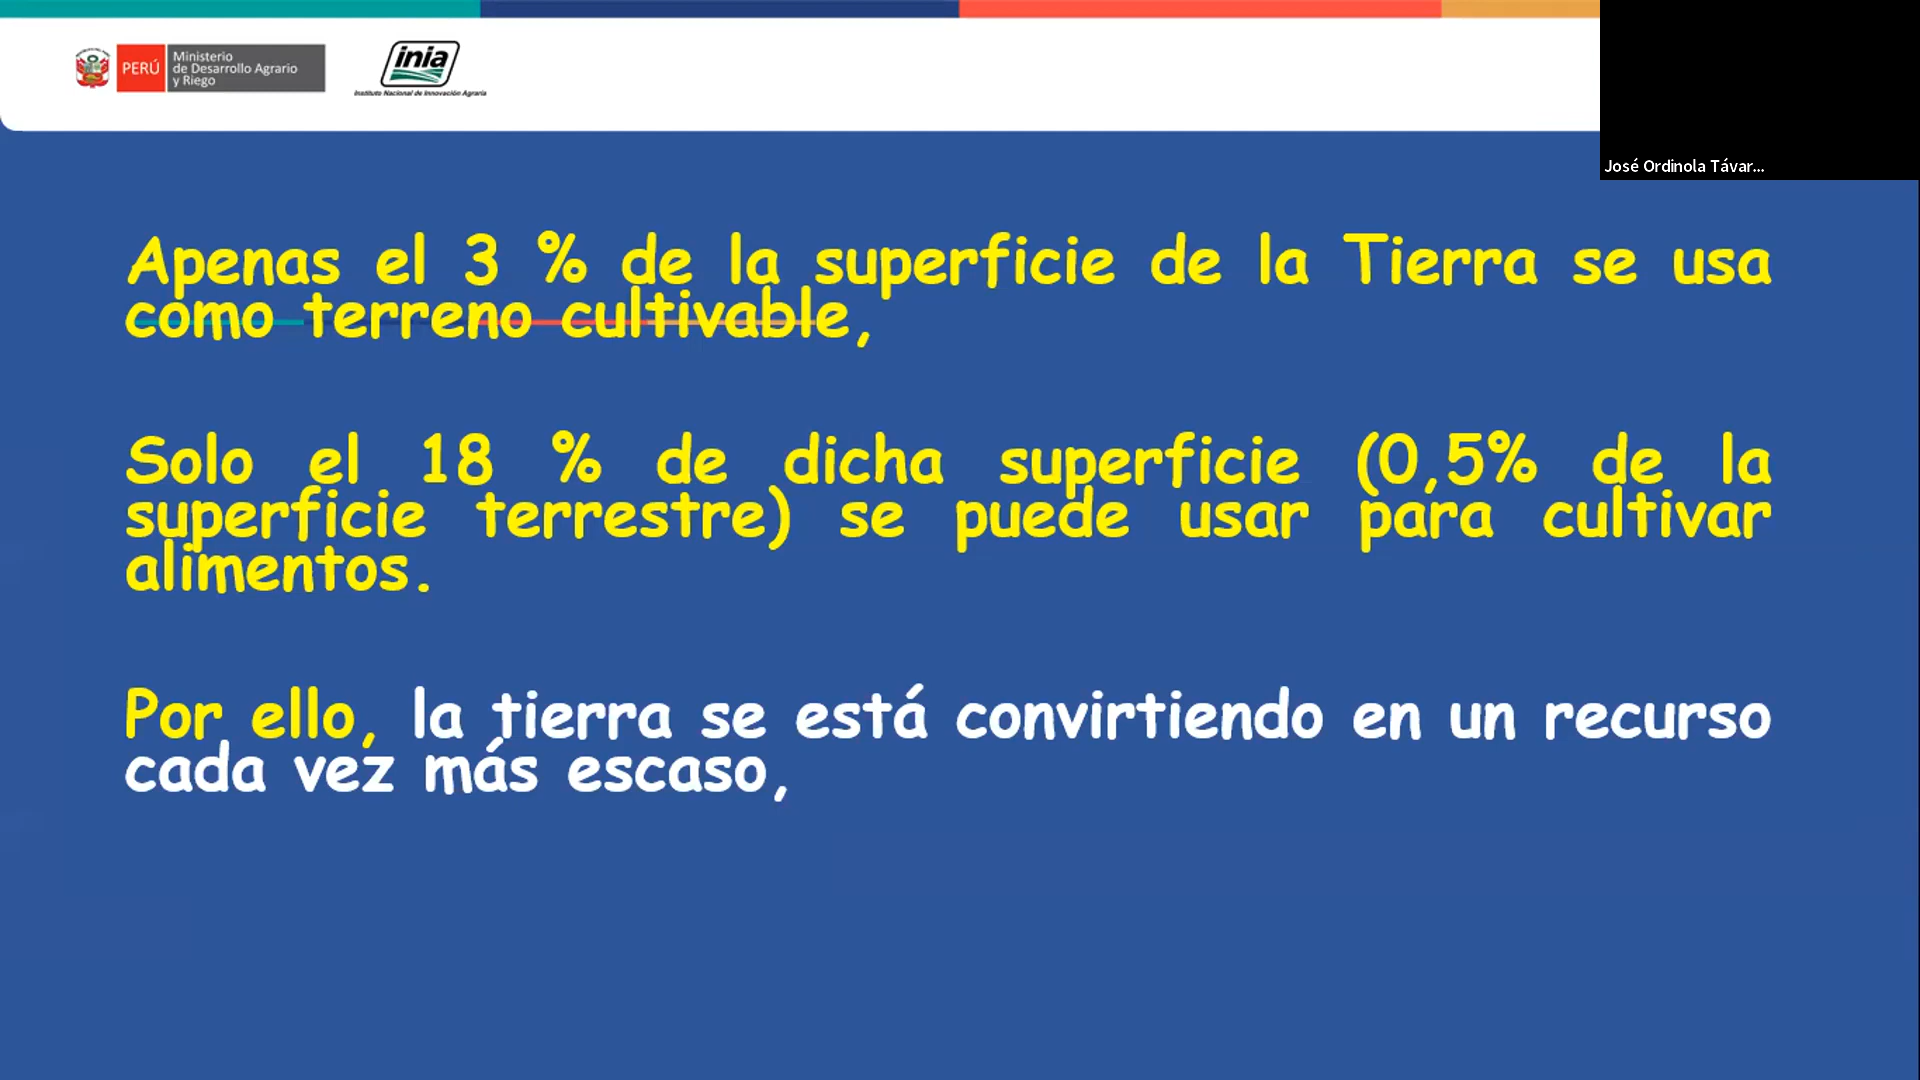 PERÚ
Ministerio
de Desarrollo Agrario
y Riego
inia
Instituto Nacional de Innovación Agraria
José Ordinola Távar...
Apenas el 3 % de la superficie de la Tierra se usa
como terreno cultivable,
Solo el 18 % de dicha superficie (0,5% de la
superficie terrestre) se puede usar para cultivar
alimentos.
Por ello, la tierra se está convirtiendo en un recurso
cada vez más escaso,